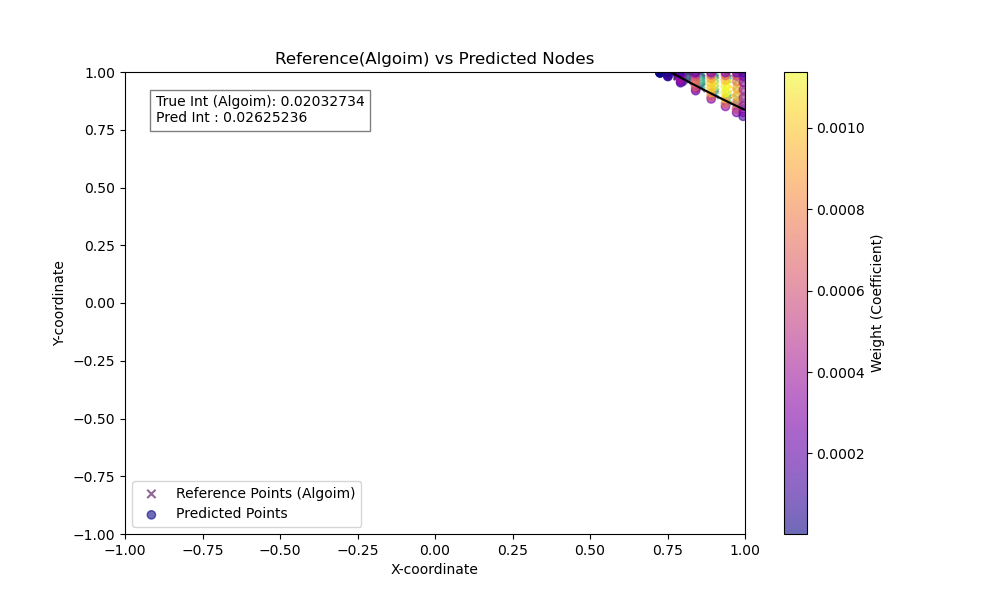 Reference(Algoim) vs Predicted Nodes
True Int (Algoim): 0.02032734
Pred Int : 0.02625236
1.00
0.75
0.50
0.25
0.00
−0.25
−0.50
−0.75
−1.00
Y-coordinate
Reference Points (Algoim)
Predicted Points
−1.00 −0.75 −0.50 −0.25 0.00 0.25 0.50 0.75 1.00
X-coordinate
0.0010
0.0008
0.0006
0.0004
0.0002
Weight (Coefficient)